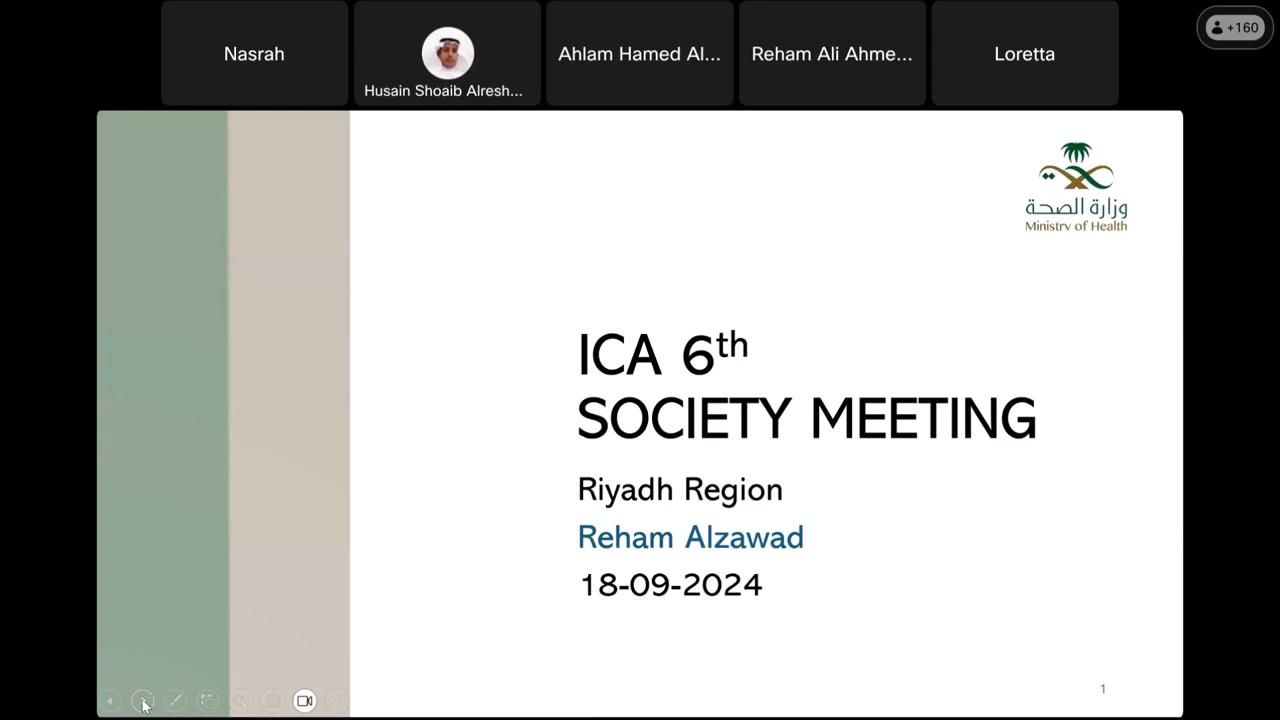 Nasrah
Husain Shoaib Alresh...
Ahlam Hamed Al...
Reham Ali Ahme...
Loretta
+160
وزارة الصحة
Ministry of Health
ICA 6th
SOCIETY MEETING
Riyadh Region
Reham Alzawad
18-09-2024
1